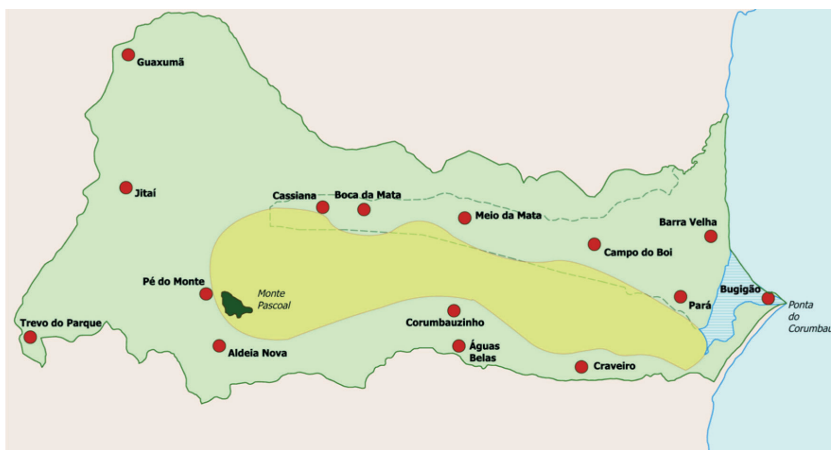 Guaxumã
Jitaí
Cassiana
Boca da Mata
Meio da Mata
Barra Velha
Campo do Boi
Pé do Monte
Monte
Pascoal
Pará
Bugigão
Ponta
do
Corumbau
Corumbauzinho
Trevo do Parque
Aldeia Nova
Águas
Belas
Craveiro